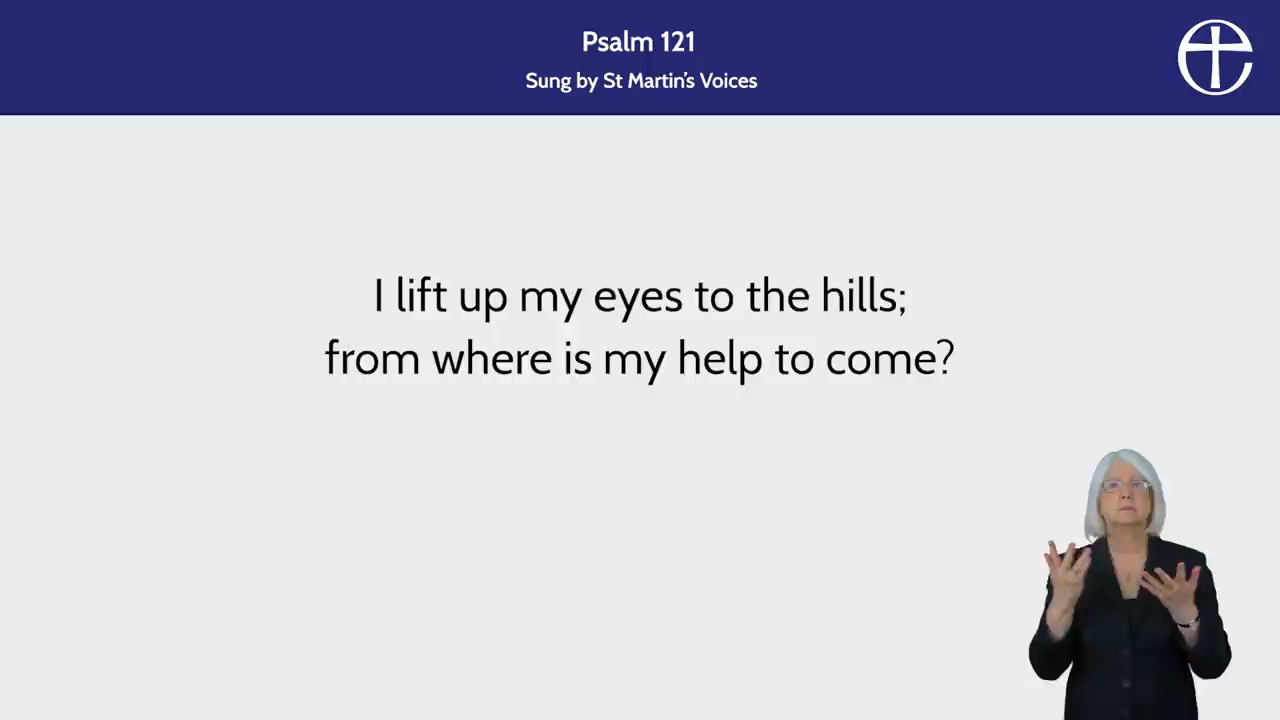 Psalm 121
Sung by St Martin's Voices
I lift up my eyes to the hills;
from where is my help to come?